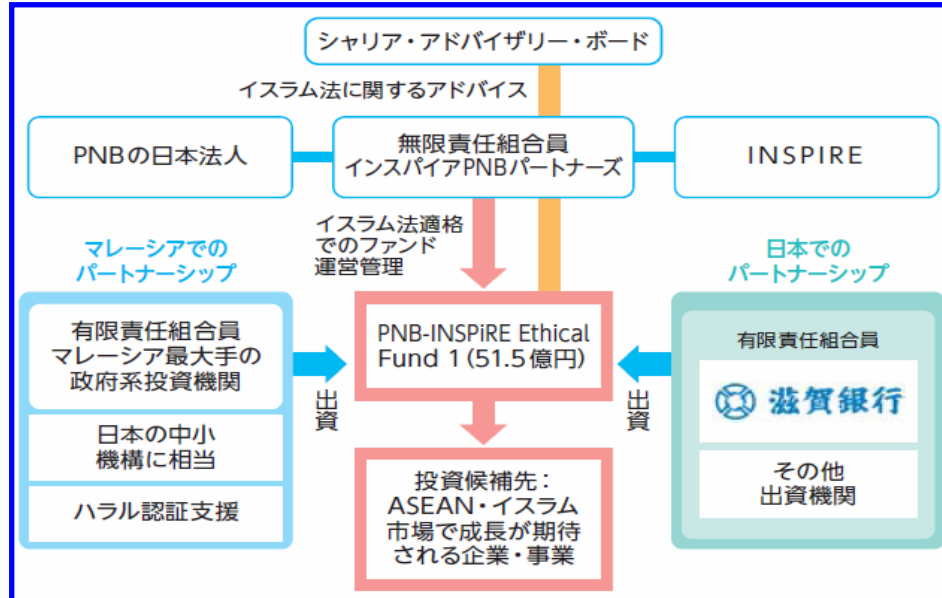 シャリア・アドバイザリー・ボード
イスラム法に関するアドバイス
PNBの日本法人
無限責任組合員
インスパイアPNBパートナーズ
INSPIRE
イスラム法適格
でのファンド
運営管理
マレーシアでの
パートナーシップ
日本での
パートナーシップ
有限責任組合員
マレーシア最大手の
政府系投資機関
日本の中小
機構に相当
ハラル認証支援
出資
PNB-INSPiRE Ethical
Fund 1(51.5億円)
出資
有限責任組合員
滋賀銀行
その他
出資機関
投資候補先：
ASEAN・イスラム
市場で成長が期待
される企業・事業